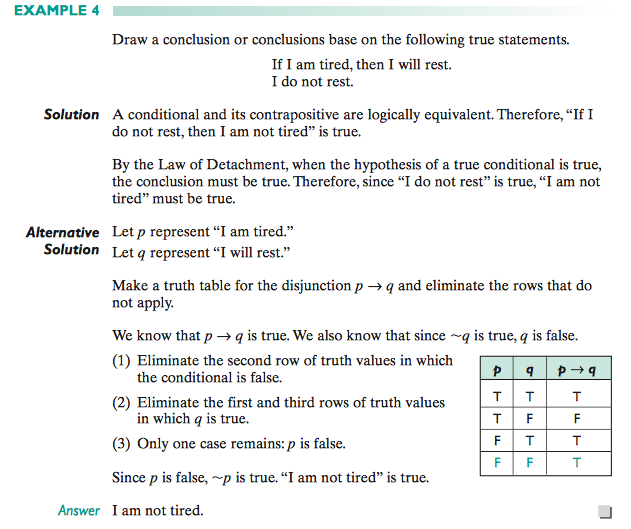 EXAMPLE 4
Draw a conclusion or conclusions base on the following true statements.
If I am tired, then I will rest.
I do not rest.
Solution A conditional and its contrapositive are logically equivalent. Therefore, “If I
do not rest, then I am not tired” is true.
By the Law of Detachment, when the hypothesis of a true conditional is true,
the conclusion must be true. Therefore, since “I do not rest” is true, “I am not
tired” must be true.
Alternative Let p represent “I am tired.”
Solution Let q represent “I will rest.”
Make a truth table for the disjunction p → q and eliminate the rows that do
not apply.
We know that p → q is true. We also know that since ~q is true, q is false.
(1) Eliminate the second row of truth values in which
the conditional is false.
(2) Eliminate the first and third rows of truth values
in which q is true.
(3) Only one case remains: p is false.
Since p is false, ~p is true. “I am not tired” is true.
p q p → q
T T T
T F F
F T T
F F T
Answer I am not tired.